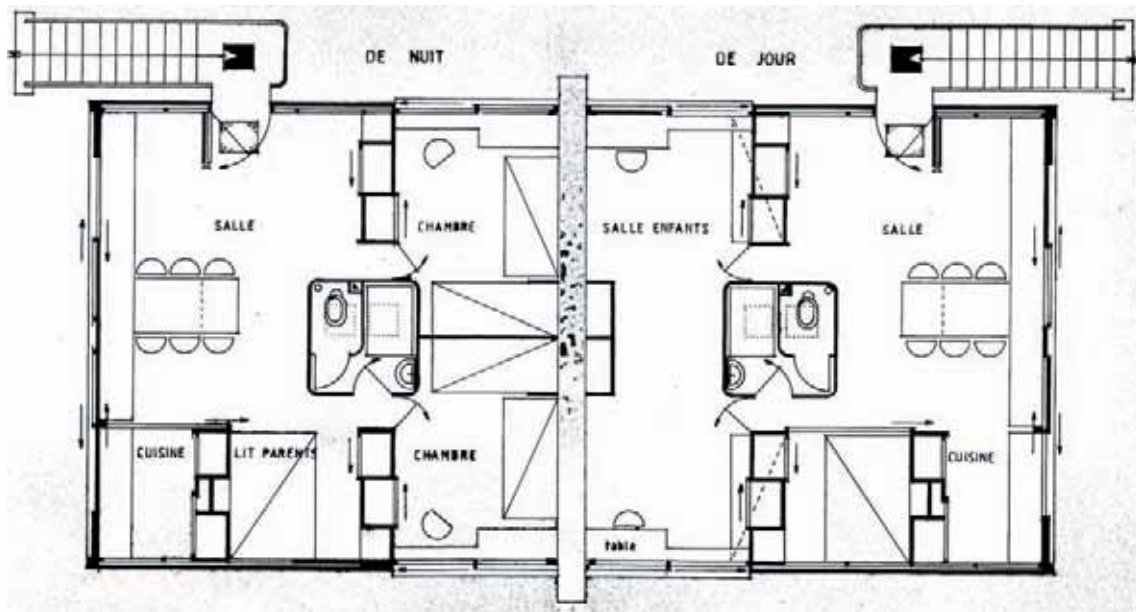 DE NUIT
DE JOUR
SALLE
CHAMBRE
SALLE ENFANTS
SALLE
CUISINE
LIT PARENTS
CHAMBRE
CUISINE
table